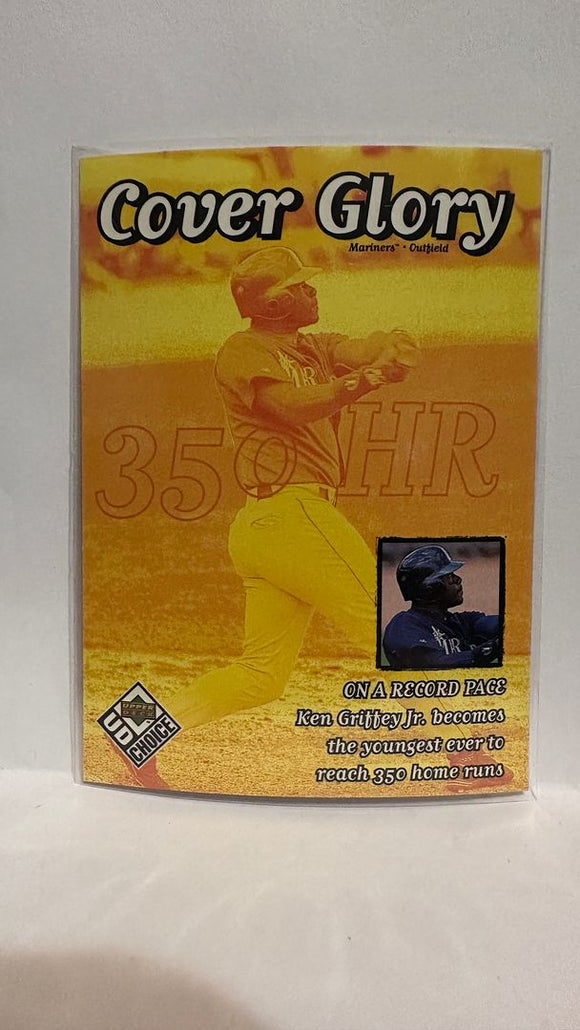 Cover Glory
Mariners™ • Outfield
350 HR
ON A RECORD PACE
Ken Griffey Jr. becomes
the youngest ever to
reach 350 home runs
UPPER
DECK
UD
CHOICE